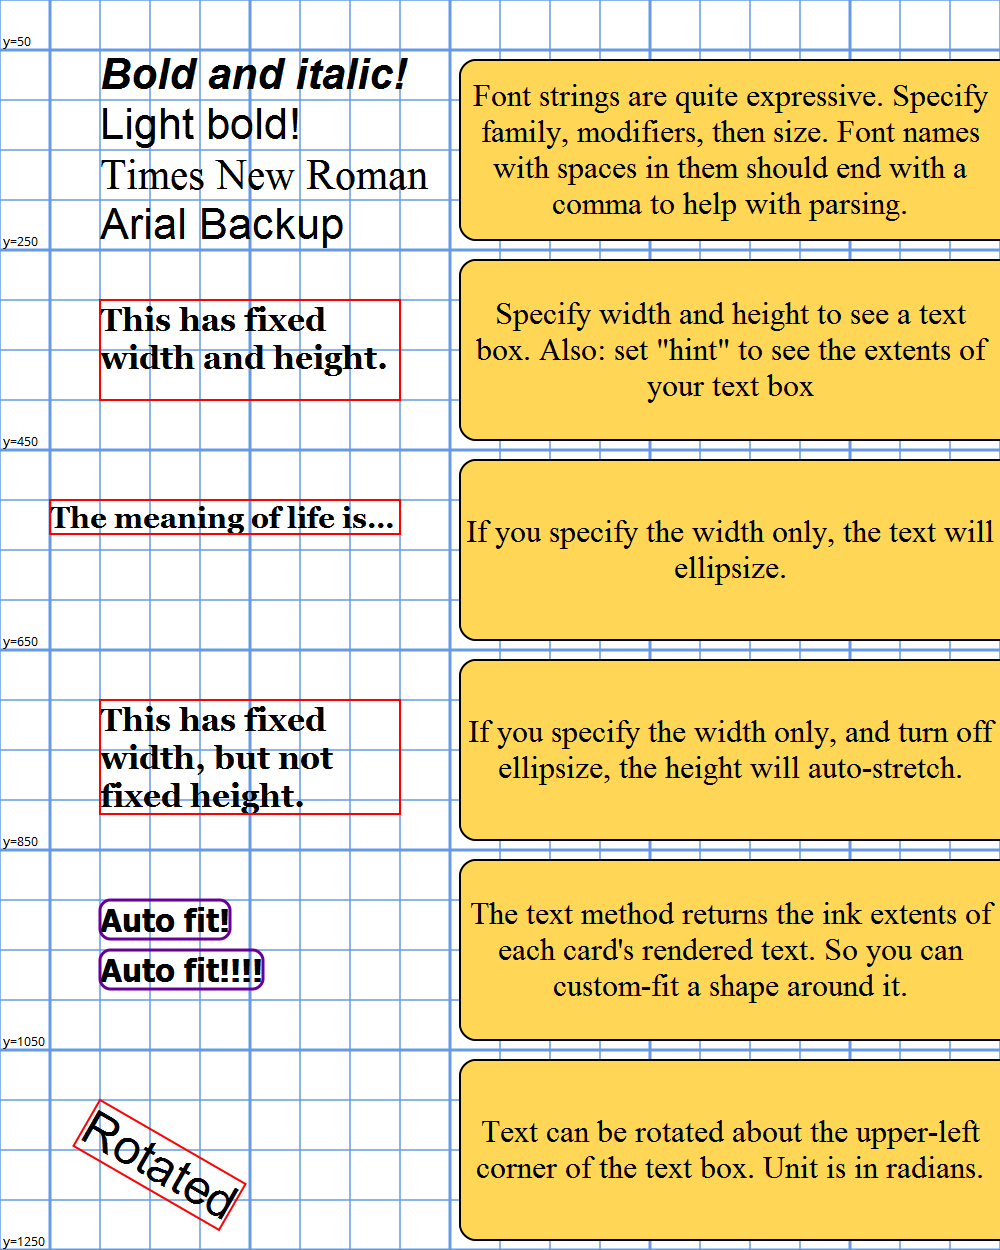 y=50
Bold and italic!
Light bold!
Times New Roman
Arial Backup
Font strings are quite expressive. Specify
family, modifiers, then size. Font names
with spaces in them should end with a
comma to help with parsing.
y=250
This has fixed
width and height.
Specify width and height to see a text
box. Also: set "hint" to see the extents of
your text box
y=450
The meaning of life is...
If you specify the width only, the text will
ellipsize.
y=650
This has fixed
width, but not
fixed height.
If you specify the width only, and turn off
ellipsize, the height will auto-stretch.
y=850
Auto fit!
Auto fit!!!!
The text method returns the ink extents of
each card's rendered text. So you can
custom-fit a shape around it.
y=1050
Rotated
Text can be rotated about the upper-left
corner of the text box. Unit is in radians.
y=1250